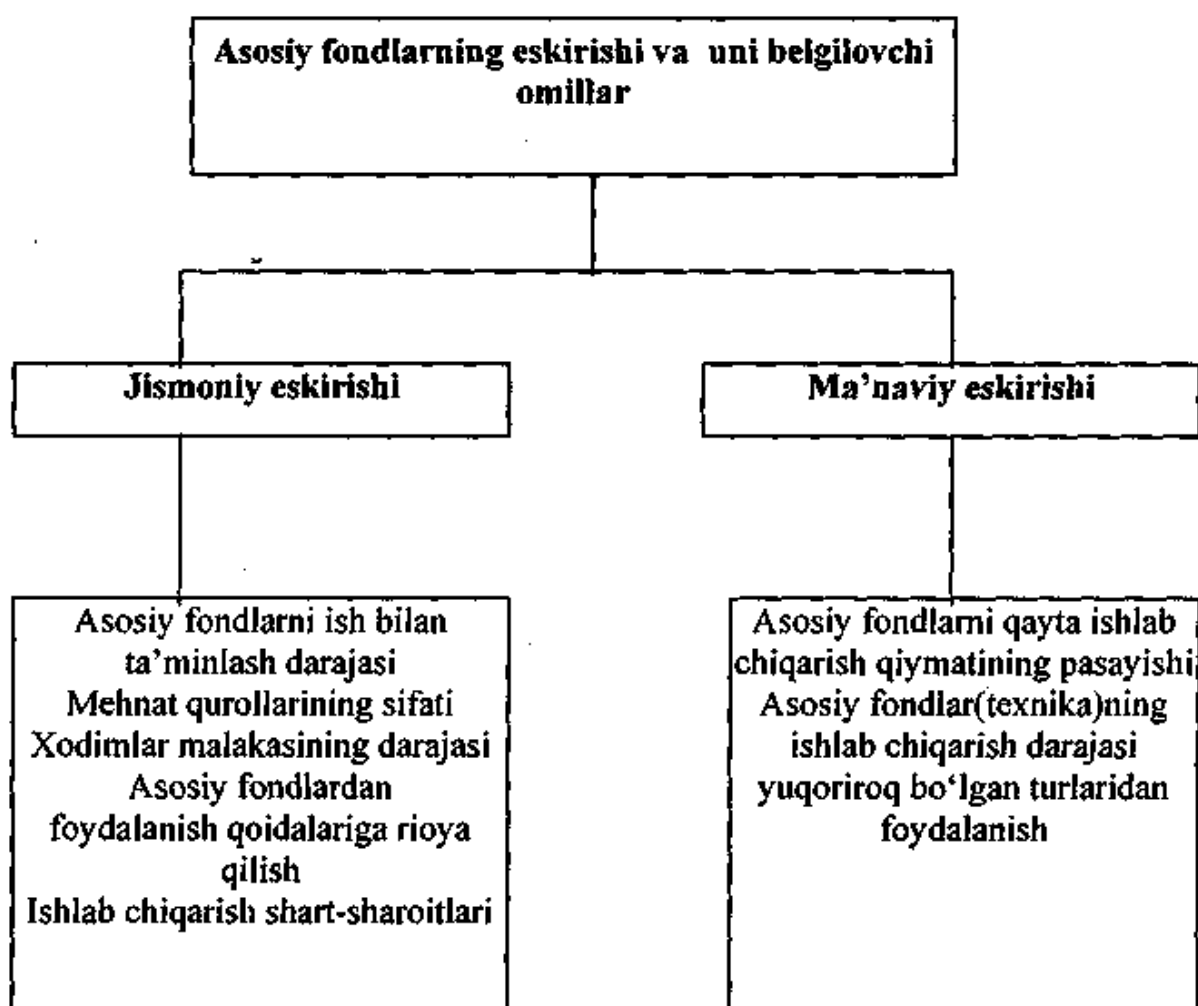 Asosiy fondlarning eskirishi va uni belgilovchi
omillar
Jismoniy eskirishi
Ma'naviy eskirishi
Asosiy fondlarni ish bilan
ta'minlash darajasi
Mehnat qurollarining sifati
Xodimlar malakasining darajasi
Asosiy fondlardan
foydalanish qoidalariga rioya
qilish
Ishlab chiqarish shart-sharoitlari
Asosiy fondlarni qayta ishlab
chiqarish qiymatining pasayishi
Asosiy fondlar(texnika)ning
ishlab chiqarish darajasi
yuqoriroq bo‘lgan turlaridan
foydalanish